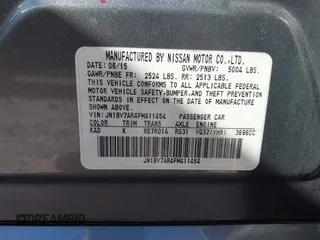 MANUFACTURED BY NISSAN MOTOR CO.,LTD.
DATE: 06/15 GVWR/PNBV: 5004 LBS.
GAWR/PNBE FR: 2524 LBS. RR: 2513 LBS.
THIS VEHICLE CONFORMS TO ALL APPLICABLE FEDERAL
MOTOR VEHICLE SAFETY, BUMPER, AND THEFT PREVENTION
STANDARDS IN EFFECT ON THE DATE OF MANUFACTURE
SHOWN ABOVE.
VIN: JN1BV7AR4FM411454 PASSENGER CAR
COLOR TRIM TRANS AXLE ENGINE
KAD K RE7R01A RG31 VQ37(VHR) 3696CC
JN1BV7AR4FM411454
© DREAMBID